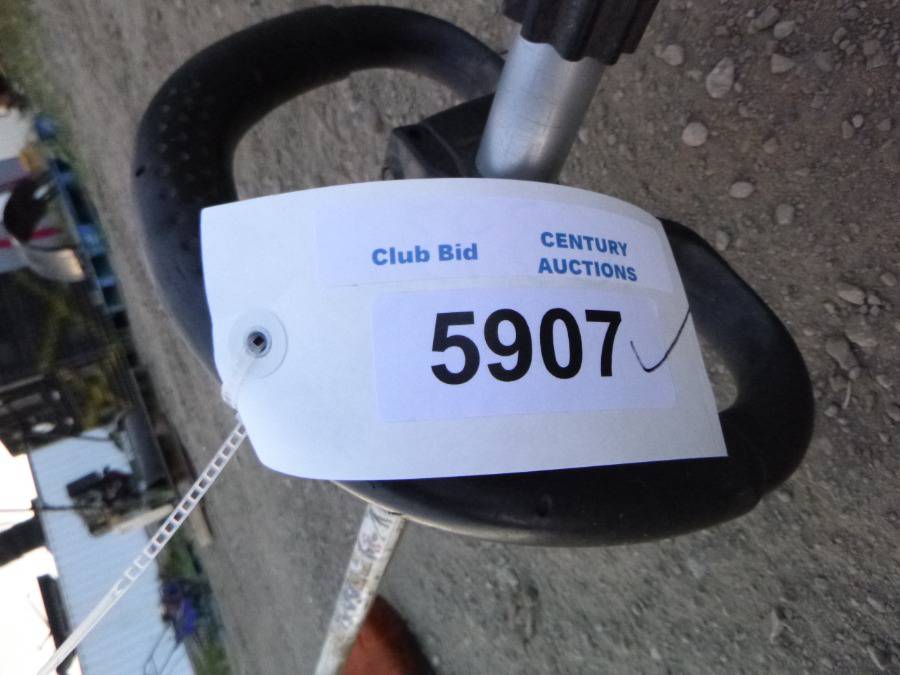 Club Bid
CENTURY
AUCTIONS
5907